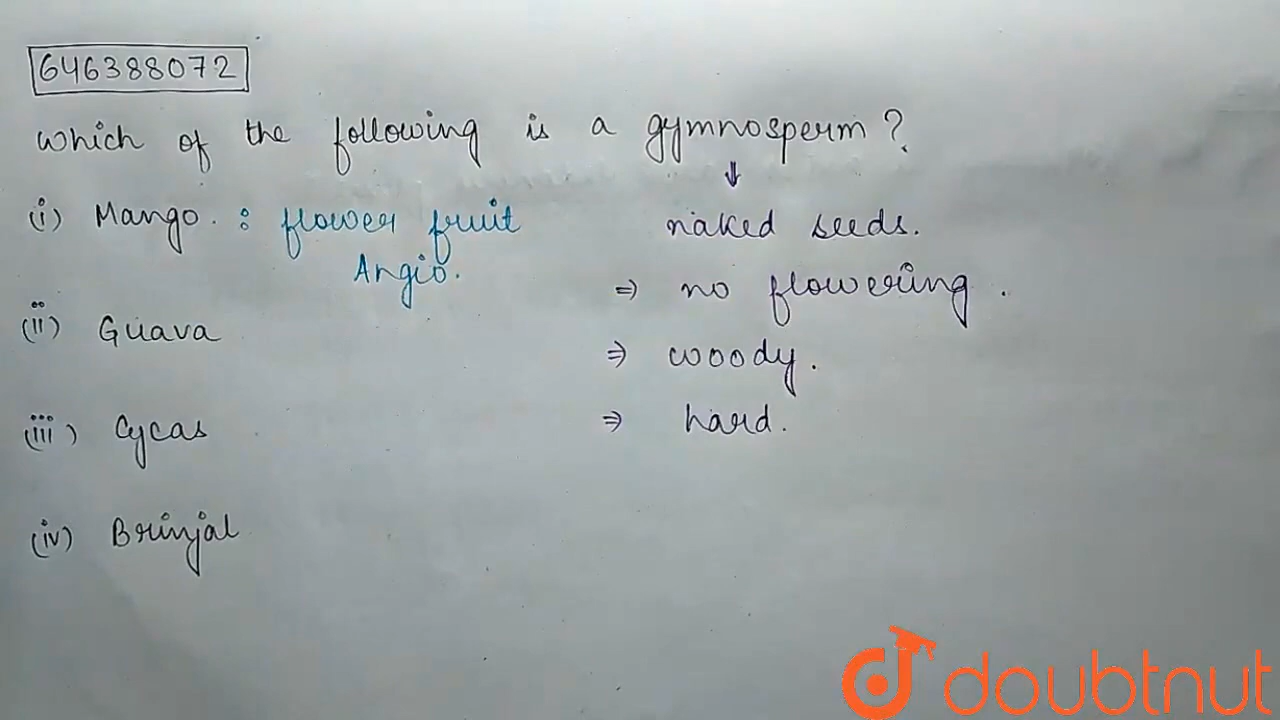 646388072
Which of the following is a gymnosperm?
↓
(i) Mango. : flower fruit
Angio.
naked seeds.
⇒ no flowering.
(ii) Guava
⇒ woody.
(iii) Cycas
⇒ hard.
(iv) Brinjal
doubtnut